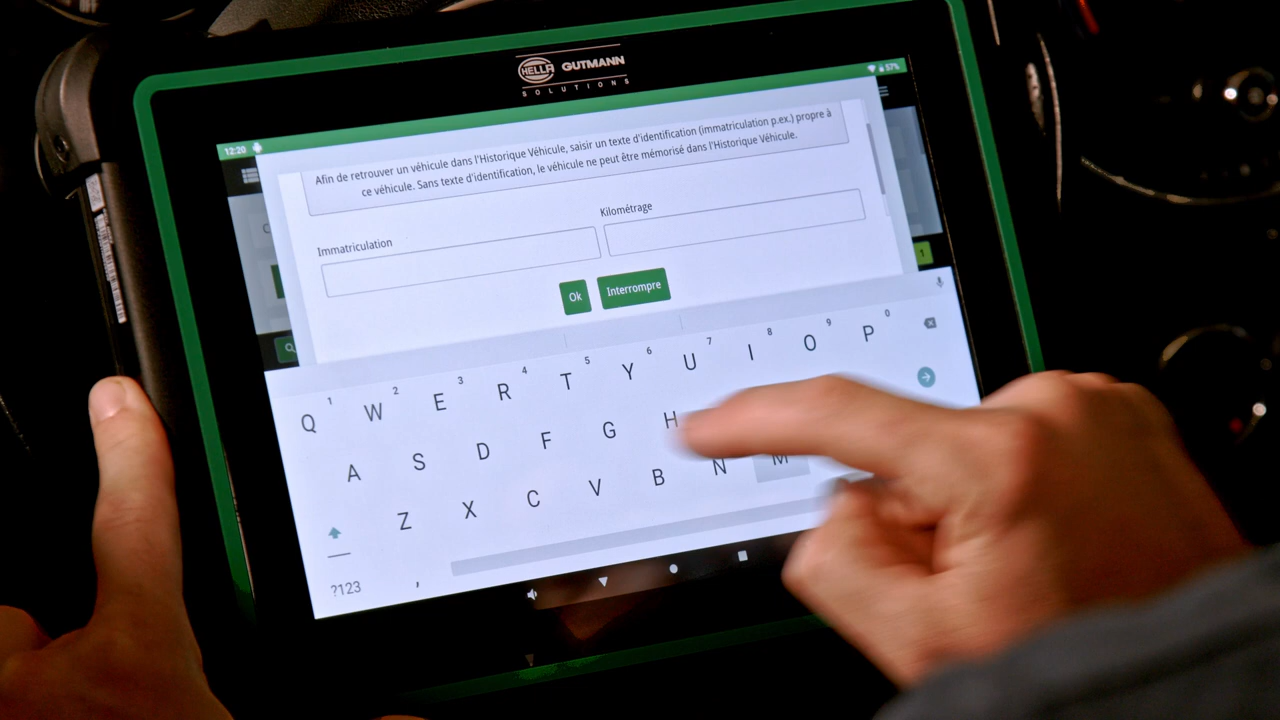 HELLA GUTMANN
SOLUTIONS
12:20 57%
Afin de retrouver un véhicule dans l'Historique Véhicule, saisir un texte d'identification (immatriculation p.ex.) propre à
ce véhicule. Sans texte d'identification, le véhicule ne peut être mémorisé dans l'Historique Véhicule.
Immatriculation Kilométrage
1
Ok Interrompre
Q 1 W 2 E 3 R 4 T 5 Y 6 U 7 I 8 O 9 P 0
A S D F G H
Z X C V B N M
?123 ,